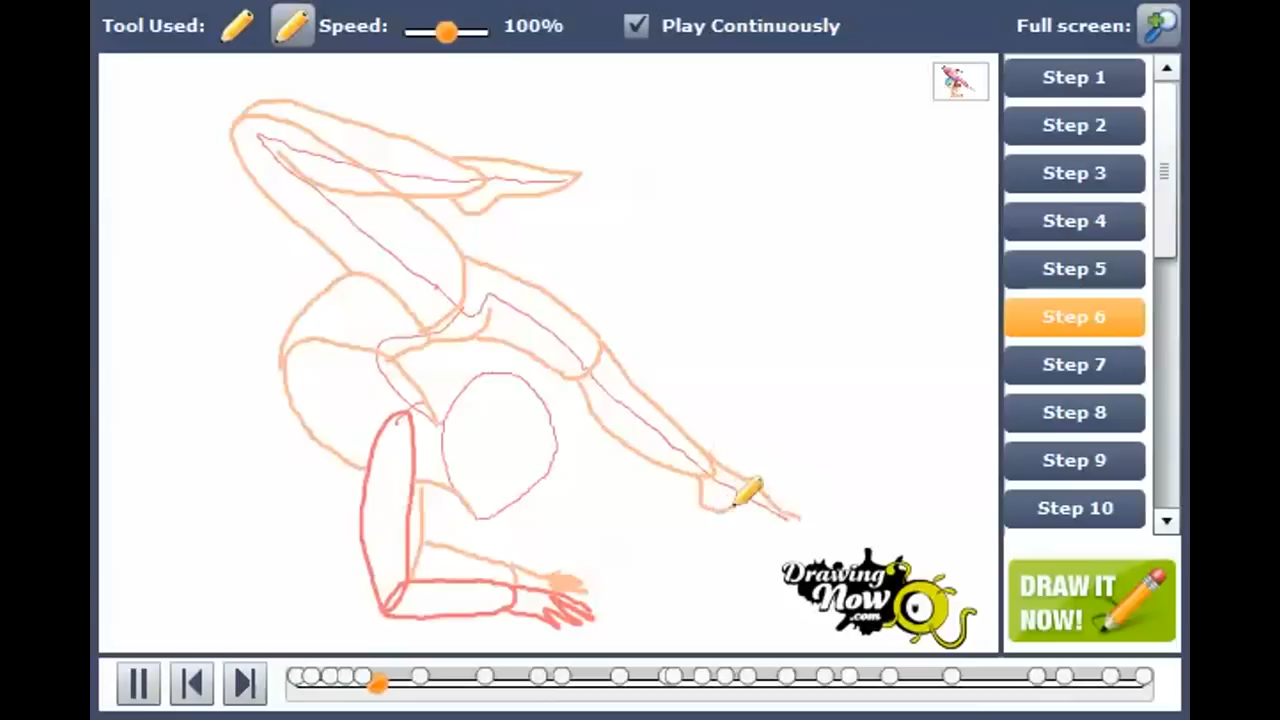 Tool Used:
Speed:
100%
Play Continuously
Full screen:
Step 1
Step 2
Step 3
Step 4
Step 5
Step 6
Step 7
Step 8
Step 9
Step 10
Drawing
Now
.com
DRAW IT
NOW!